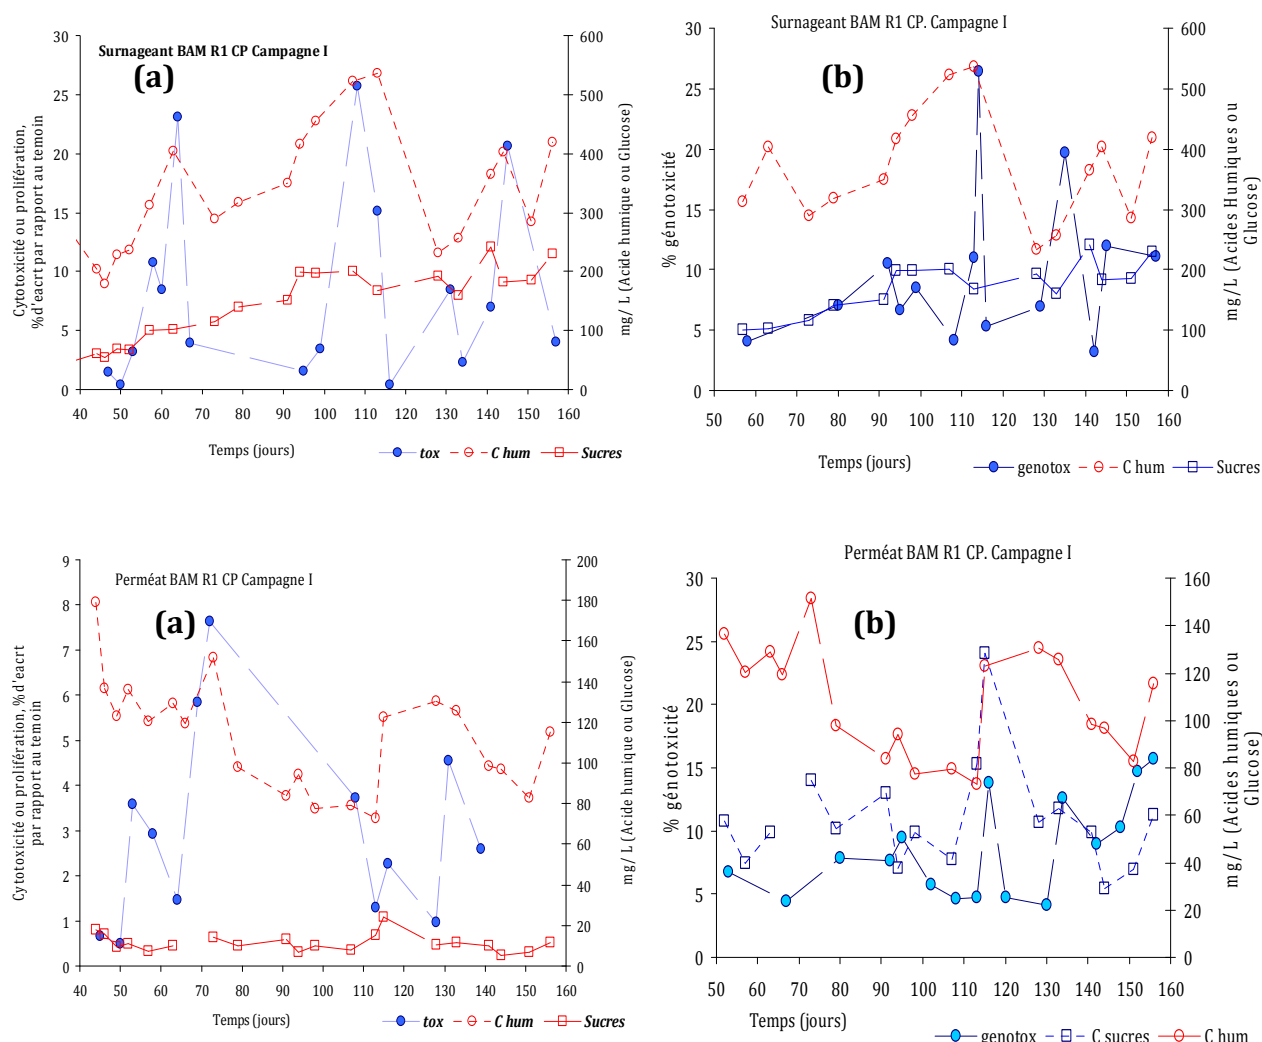 Surnageant BAM R1 CP Campagne I
(a)
Cytotoxicité ou prolifération,
%d'eacrt par rapport au temoin
30
25
20
15
10
5
0
600
500
400
300
200
100
0
mg/ L (Acide humique ou Glucose)
40 50 60 70 80 90 100 110 120 130 140 150 160
Temps (jours)
tox C hum Sucres
Surnageant BAM R1 CP. Campagne I
(b)
% génotoxicité
30
25
20
15
10
5
0
600
500
400
300
200
100
0
mg/ L (Acides Humiques ou
Glucose)
50 60 70 80 90 100 110 120 130 140 150 160
Temps (jours)
genotox C hum Sucres
Perméat BAM R1 CP Campagne I
(a)
Cytotoxicité ou prolifération, %d'eacrt
par rapport au temoin
9
8
7
6
5
4
3
2
1
0
200
180
160
140
120
100
80
60
40
20
0
mg/ L (Acide humique ou Glucose)
40 50 60 70 80 90 100 110 120 130 140 150 160
Temps (jours)
tox C hum Sucres
Perméat BAM R1 CP. Campagne I
(b)
% génotoxicité
30
25
20
15
10
5
0
160
140
120
100
80
60
40
20
0
mg/ L (Acides humiques ou
Glucose)
50 60 70 80 90 100 110 120 130 140 150 160
Temps (jours)
genotox C sucres C hum